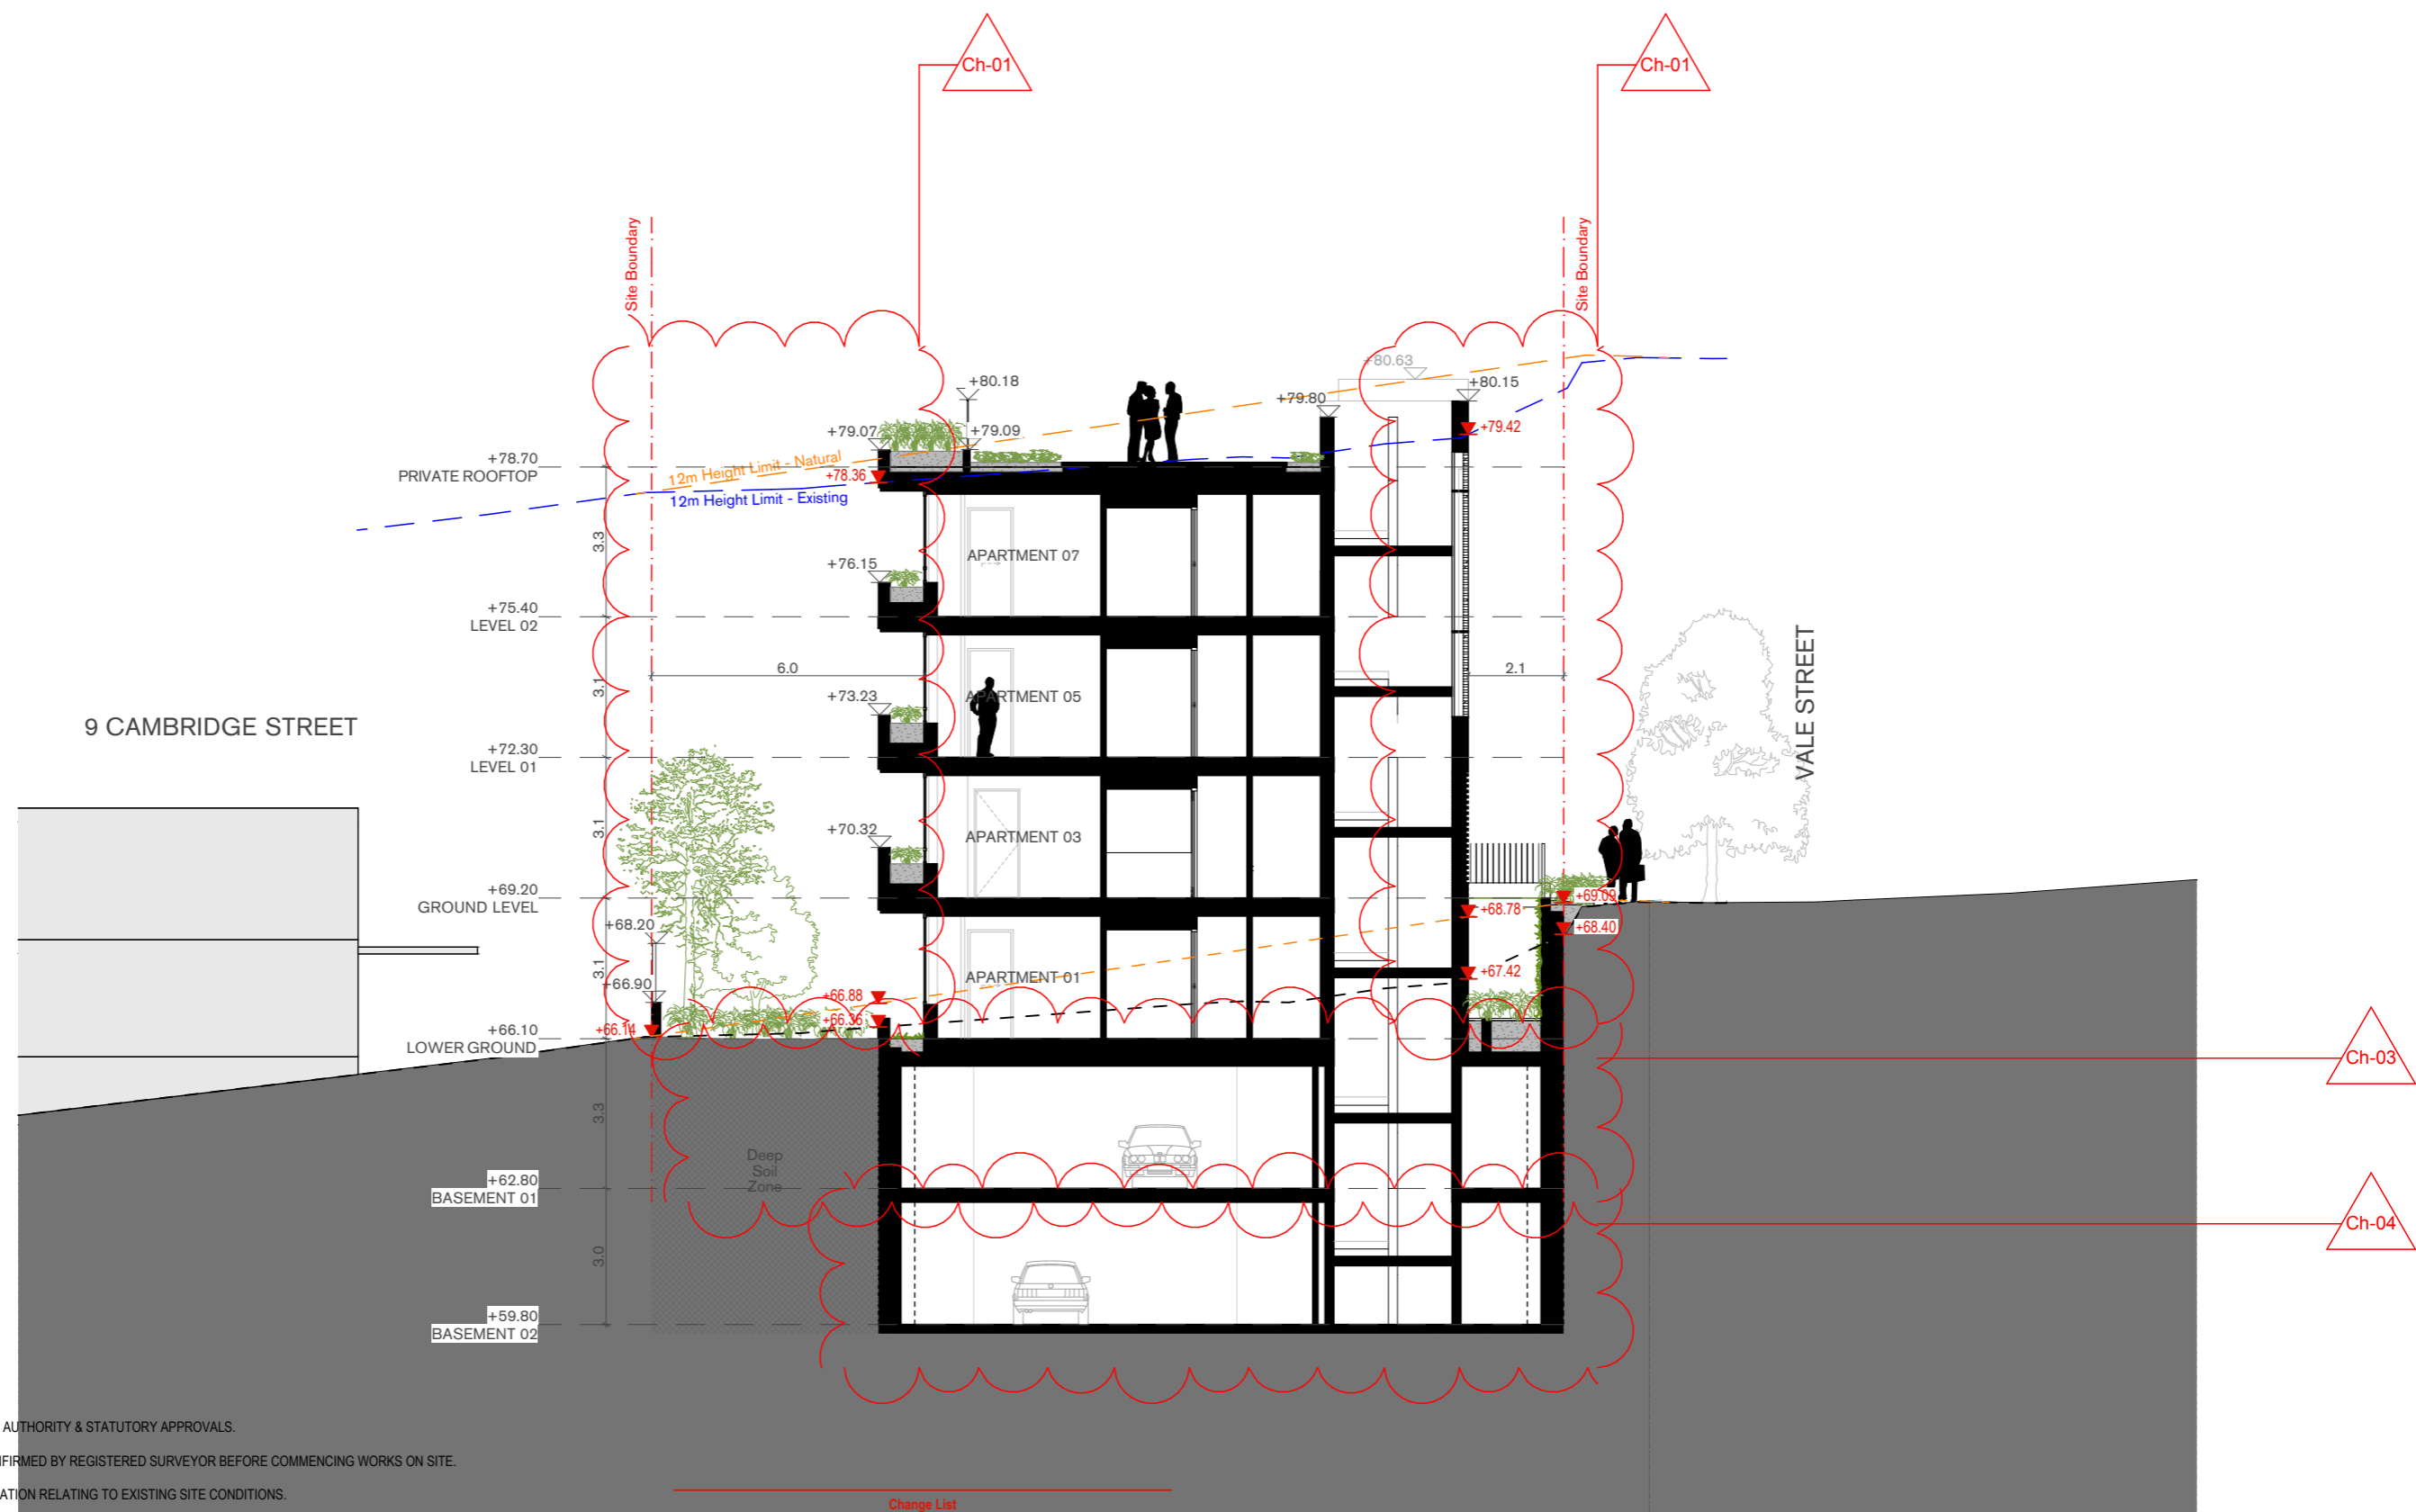 Ch-01
Ch-01
Site Boundary
Site Boundary
+80.63
+80.18
+80.15
+79.80
+79.07
+79.09
+79.42
+78.70
PRIVATE ROOFTOP
12m Height Limit - Natural
+78.36
12m Height Limit - Existing
3.3
APARTMENT 07
+76.15
+75.40
LEVEL 02
6.0
2.1
3.1
APARTMENT 05
+73.23
VALE STREET
9 CAMBRIDGE STREET
+72.30
LEVEL 01
3.1
+70.32
APARTMENT 03
+69.20
GROUND LEVEL
+69.09
+68.78
+68.20
+68.40
3.1
APARTMENT 01
+67.42
+66.90
+66.88
+66.36
+66.10
+66.14
LOWER GROUND
Ch-03
3.3
Deep
Soil
Zone
+62.80
BASEMENT 01
Ch-04
3.0
+59.80
BASEMENT 02
AUTHORITY & STATUTORY APPROVALS.
FIRMED BY REGISTERED SURVEYOR BEFORE COMMENCING WORKS ON SITE.
ATION RELATING TO EXISTING SITE CONDITIONS.
Change List